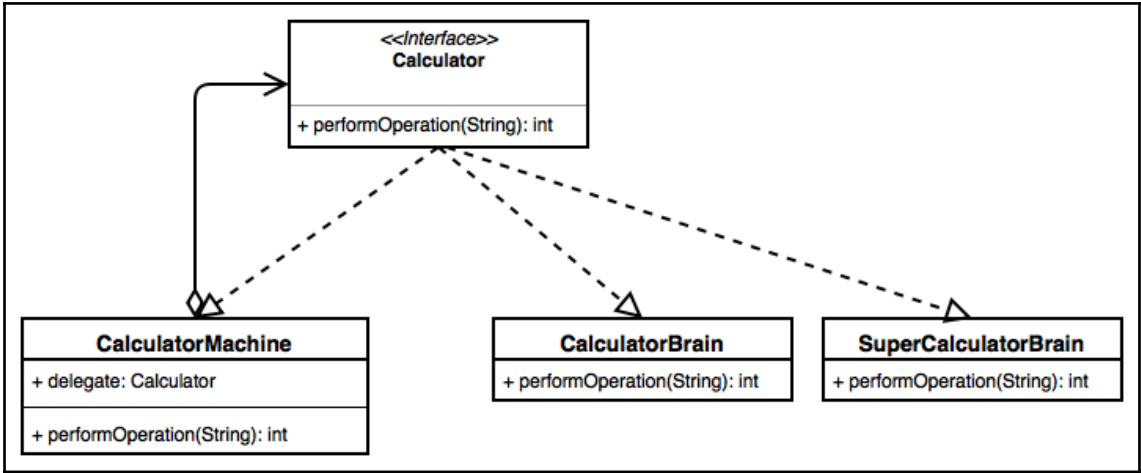 <<Interface>>
Calculator
+ performOperation(String): int
CalculatorMachine
+ delegate: Calculator
+ performOperation(String): int
CalculatorBrain
+ performOperation(String): int
SuperCalculatorBrain
+ performOperation(String): int